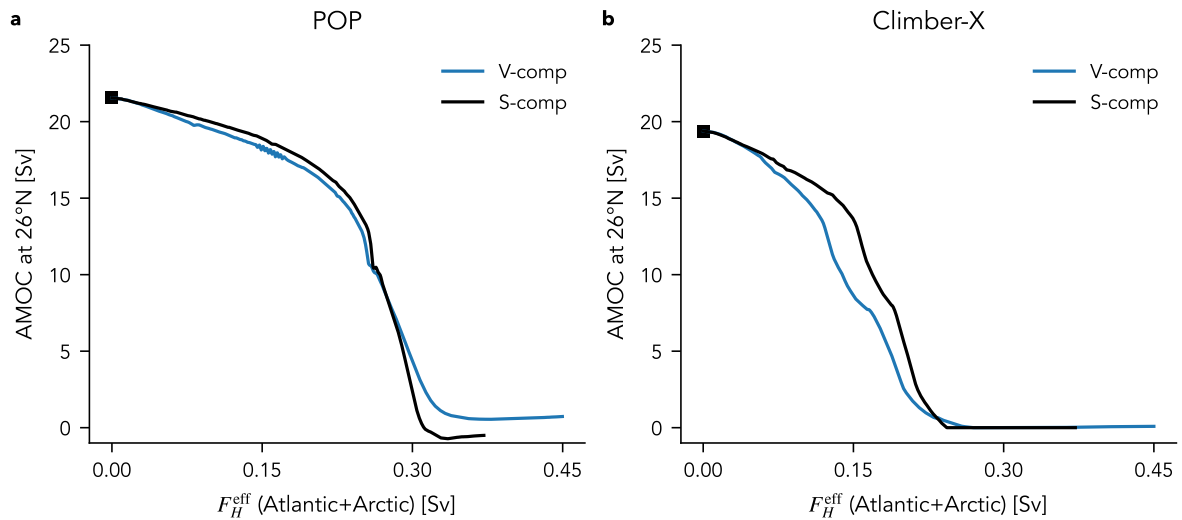 a
POP
25
20
15
10
5
0
AMOC at 26°N [Sv]
V-comp
S-comp
0.00 0.15 0.30 0.45
F_H^eff (Atlantic+Arctic) [Sv]
b
Climber-X
25
20
15
10
5
0
AMOC at 26°N [Sv]
V-comp
S-comp
0.00 0.15 0.30 0.45
F_H^eff (Atlantic+Arctic) [Sv]